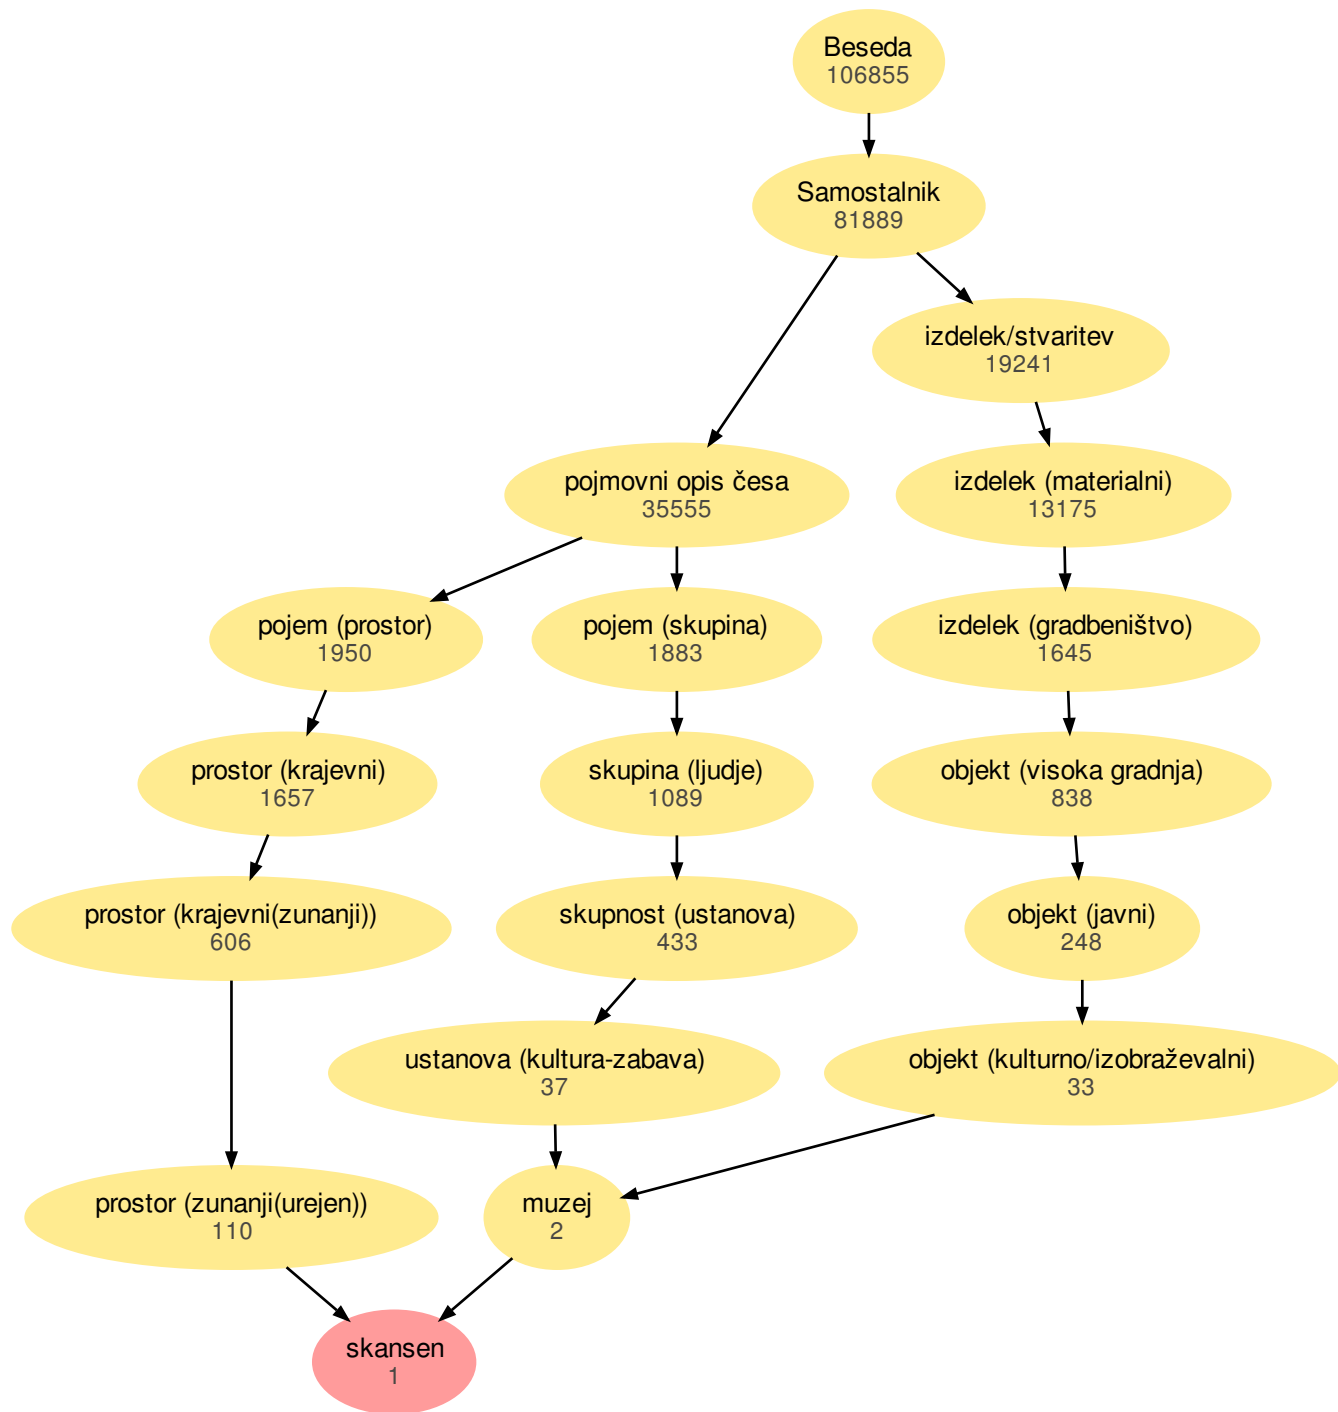 Beseda
106855
Samostalnik
81889
izdelek/stvaritev
19241
pojmovni opis česa
35555
izdelek (materialni)
13175
pojem (prostor)
1950
pojem (skupina)
1883
izdelek (gradbeništvo)
1645
prostor (krajevni)
1657
skupina (ljudje)
1089
objekt (visoka gradnja)
838
prostor (krajevni(zunanji))
606
skupnost (ustanova)
433
objekt (javni)
248
ustanova (kultura-zabava)
37
objekt (kulturno/izobraževalni)
33
prostor (zunanji(urejen))
110
muzej
2
skansen
1